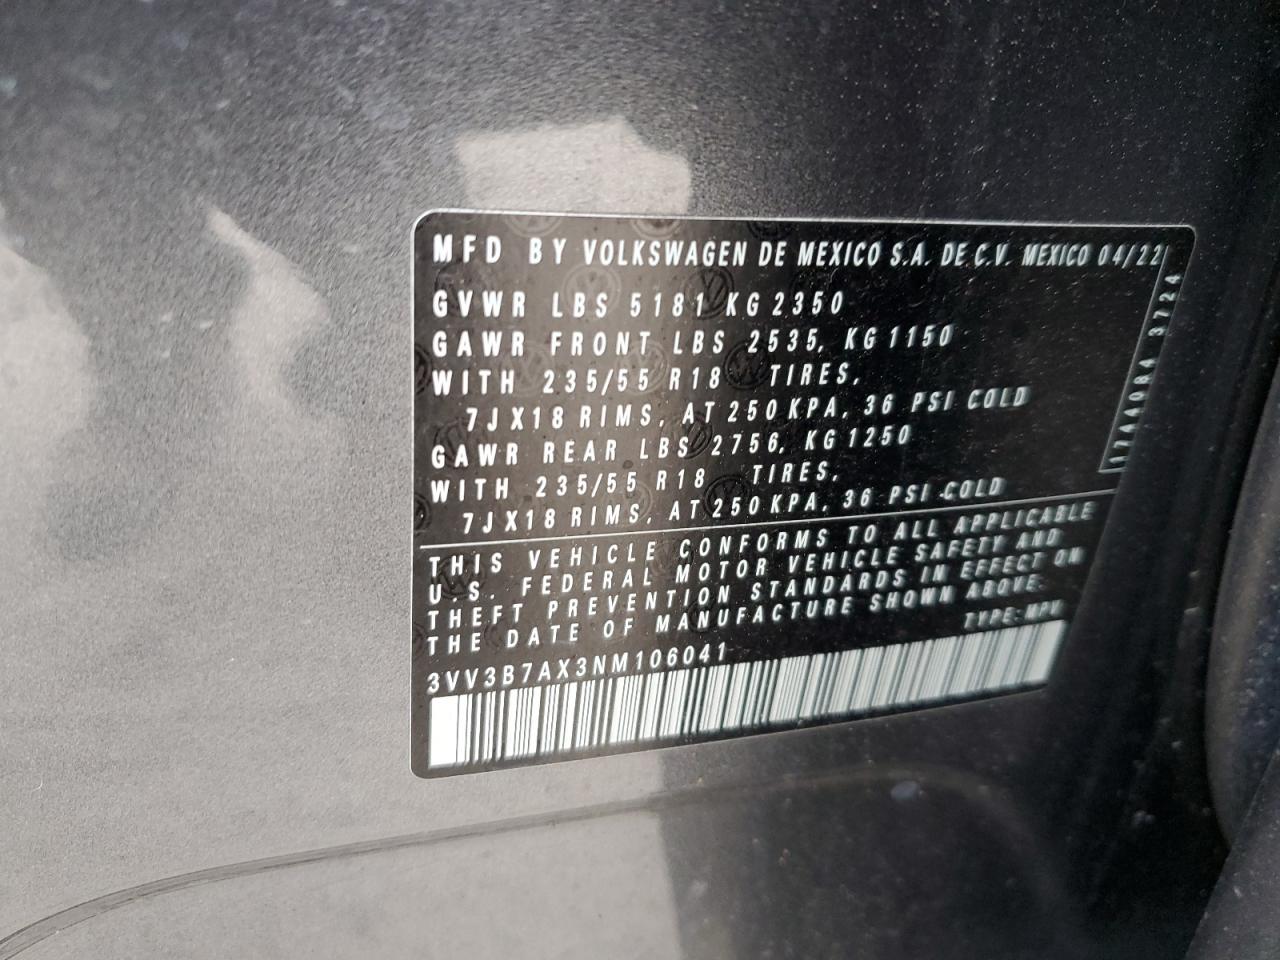 MFD BY VOLKSWAGEN DE MEXICO S.A. DE C.V. MEXICO 04/22
GVWR LBS 5181 KG 2350
GAWR FRONT LBS 2535, KG 1150
WITH 235/55 R18 TIRES,
7JX18 RIMS, AT 250 KPA, 36 PSI COLD
GAWR REAR LBS 2756, KG 1250
WITH 235/55 R18 TIRES,
7JX18 RIMS, AT 250 KPA, 36 PSI COLD
17AA08A 3724
THIS VEHICLE CONFORMS TO ALL APPLICABLE
U.S. FEDERAL MOTOR VEHICLE SAFETY AND
THEFT PREVENTION STANDARDS IN EFFECT ON
THE DATE OF MANUFACTURE SHOWN ABOVE.
TYPE: MPV
3VV3B7AX3NM106041